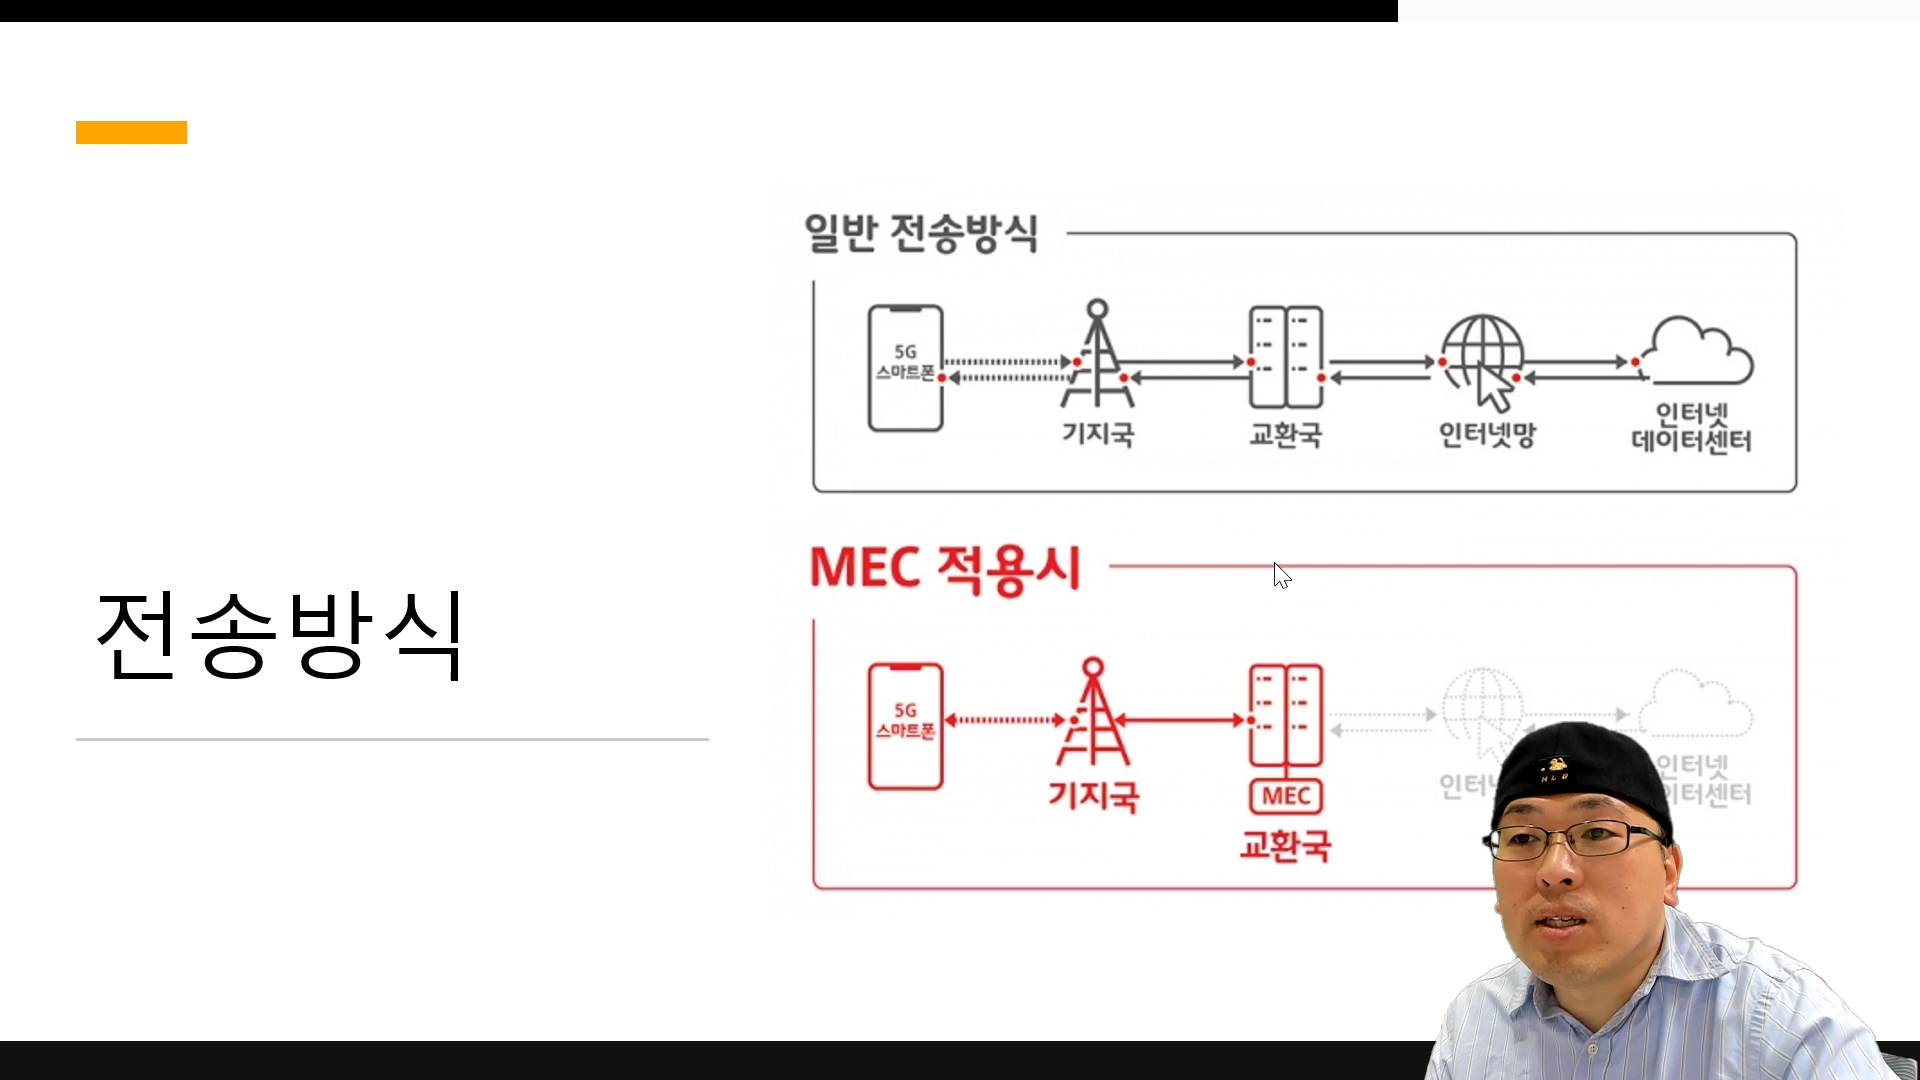 전송방식
일반 전송방식
5G
스마트폰
기지국
교환국
인터넷망
인터넷
데이터센터
MEC 적용시
5G
스마트폰
기지국
MEC
교환국
인터넷
MLB